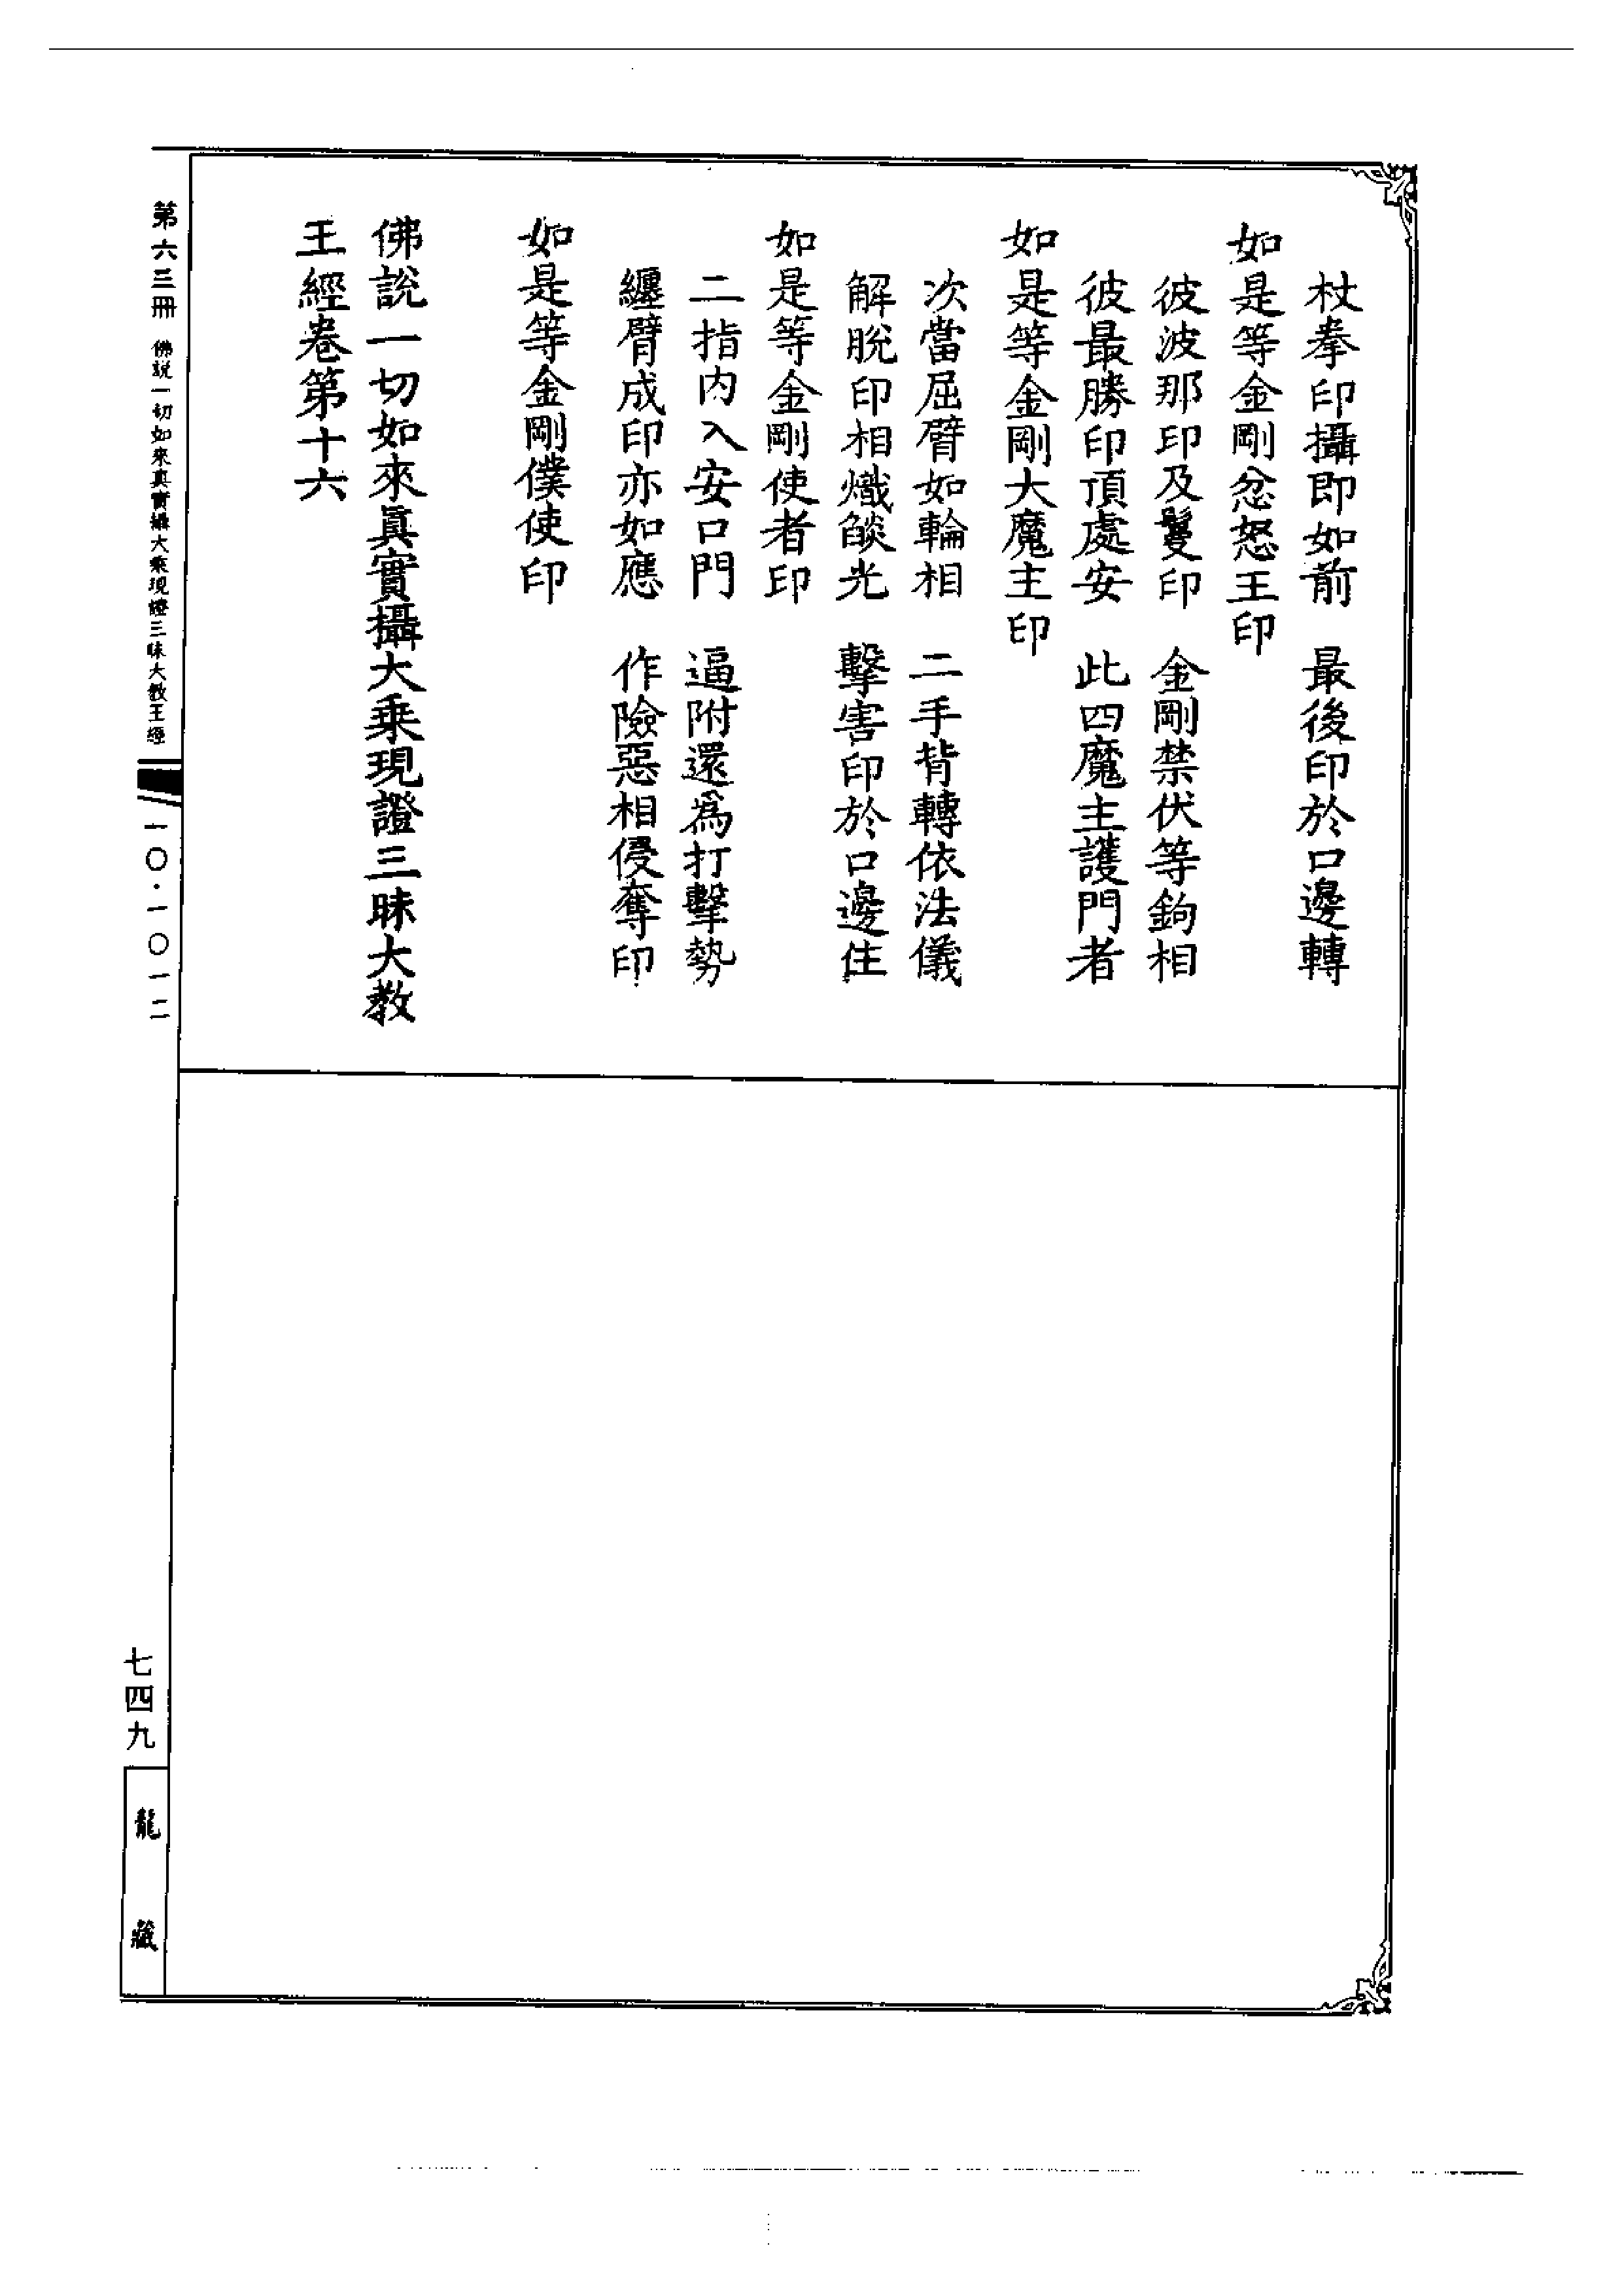 杖拳印攝即如前　最後印於口邊轉
如是等金剛忿怒王印
彼波那印及鬘印　金剛禁伏等鉤相
彼最勝印頂處安　此四魔主護門者
如是等金剛大魔主印
次當屈臂如輪相　二手背轉依法儀
解脫印相熾燄光　擊害印於口邊住
如是等金剛使者印
二指内入安口門　逼附還為打擊勢
纏臂成印亦如應　作險惡相侵奪印
如是等金剛僕使印
佛說一切如來眞實攝大乗現證三昧大教
王經卷第十六
第六三冊　佛説一切如來真實攝大乘現證三昧大教王經
一〇·一〇一二
七四九
龍藏